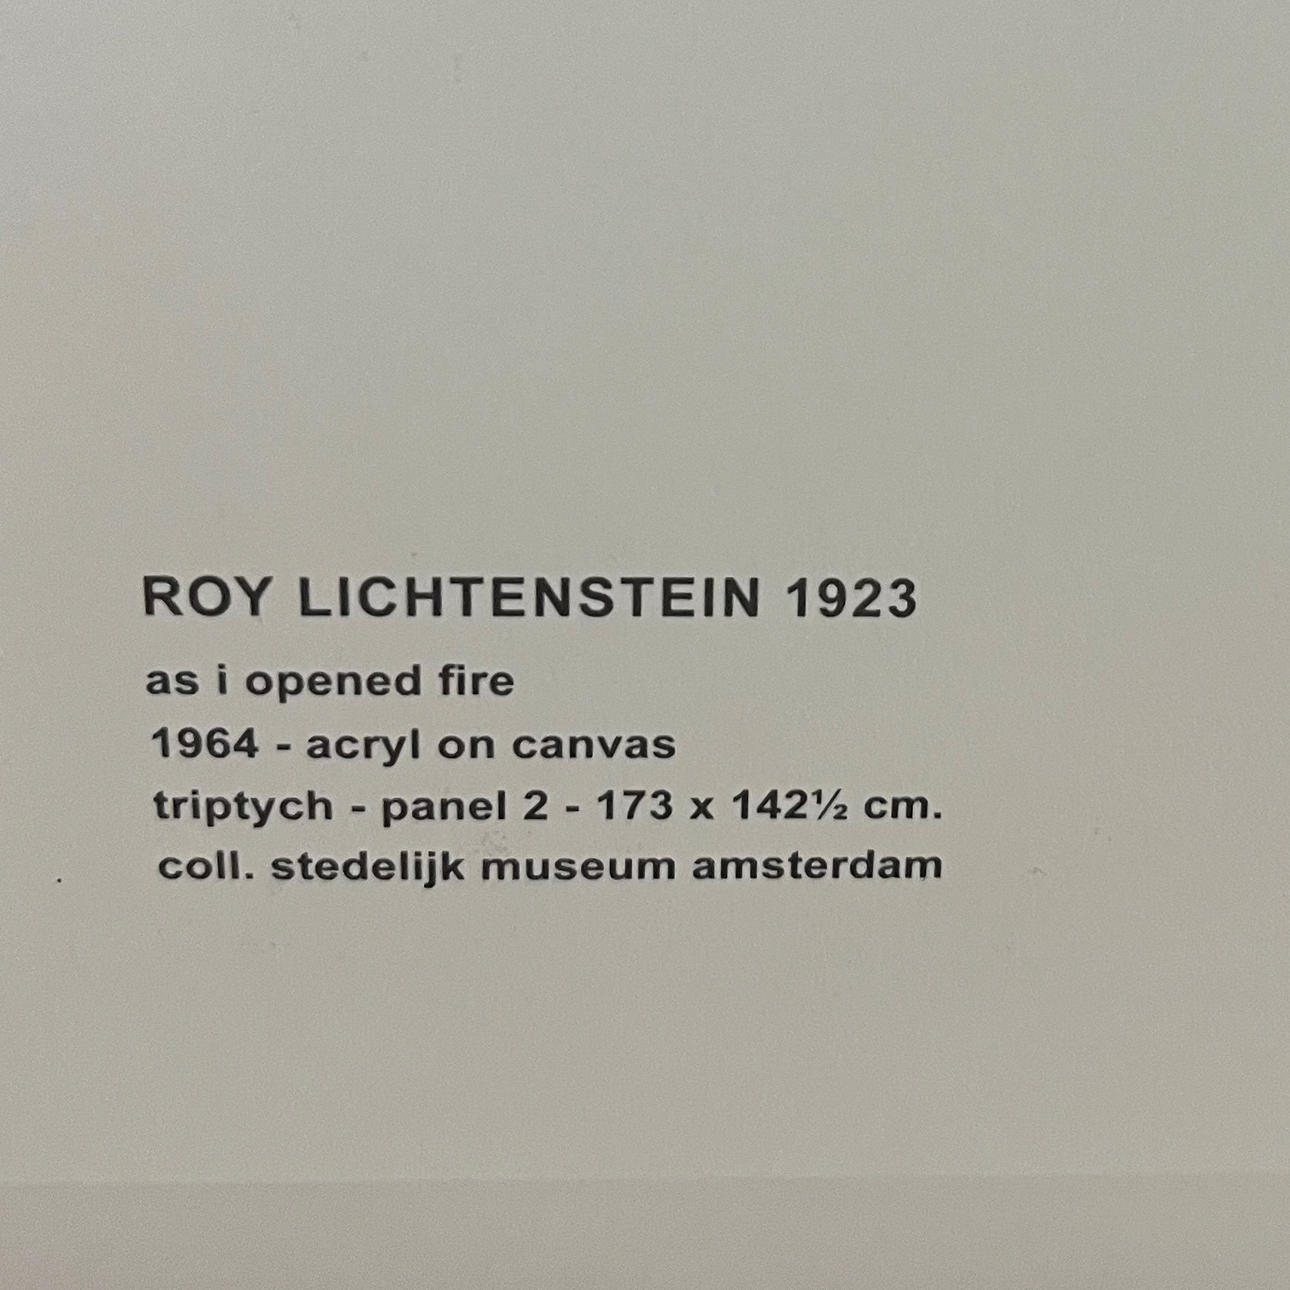 ROY LICHTENSTEIN 1923
as i opened fire
1964 - acryl on canvas
triptych - panel 2 - 173 x 142½ cm.
coll. stedelijk museum amsterdam